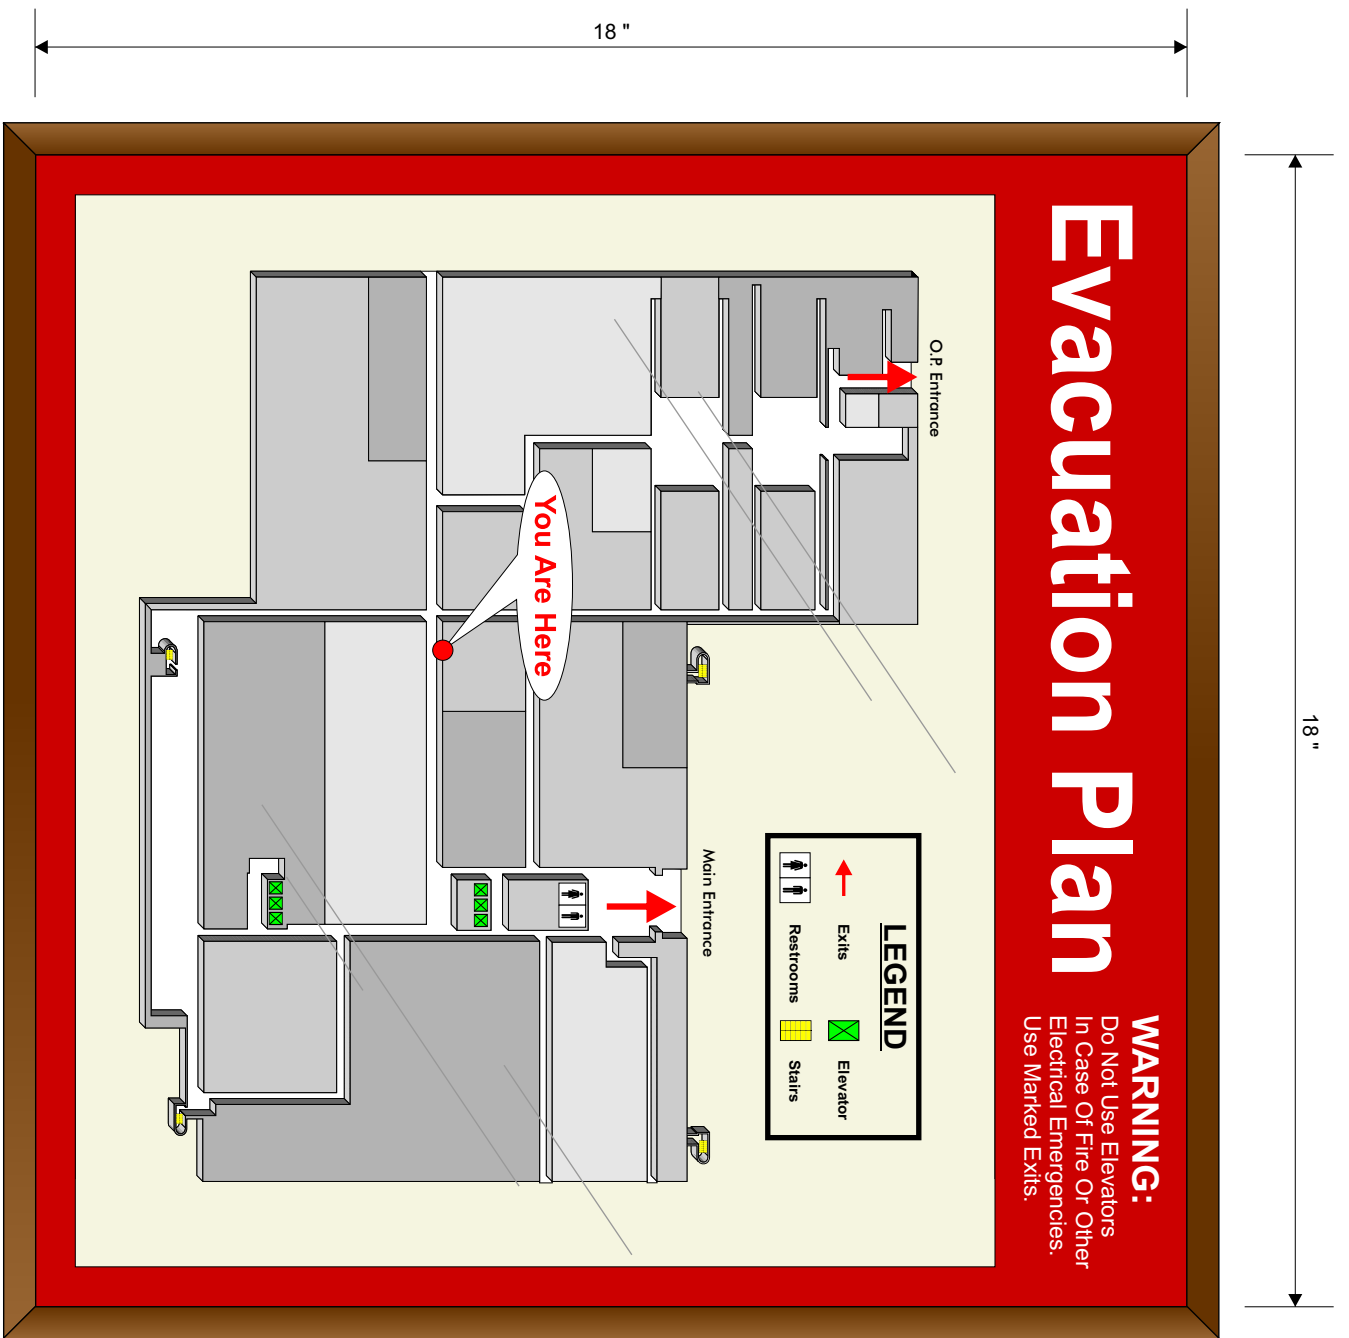 18 "
18 "
Evacuation Plan
WARNING:
Do Not Use Elevators
In Case Of Fire Or Other
Electrical Emergencies.
Use Marked Exits.
O.P. Entrance
You Are Here
Main Entrance
LEGEND
Exits
Elevator
Restrooms
Stairs